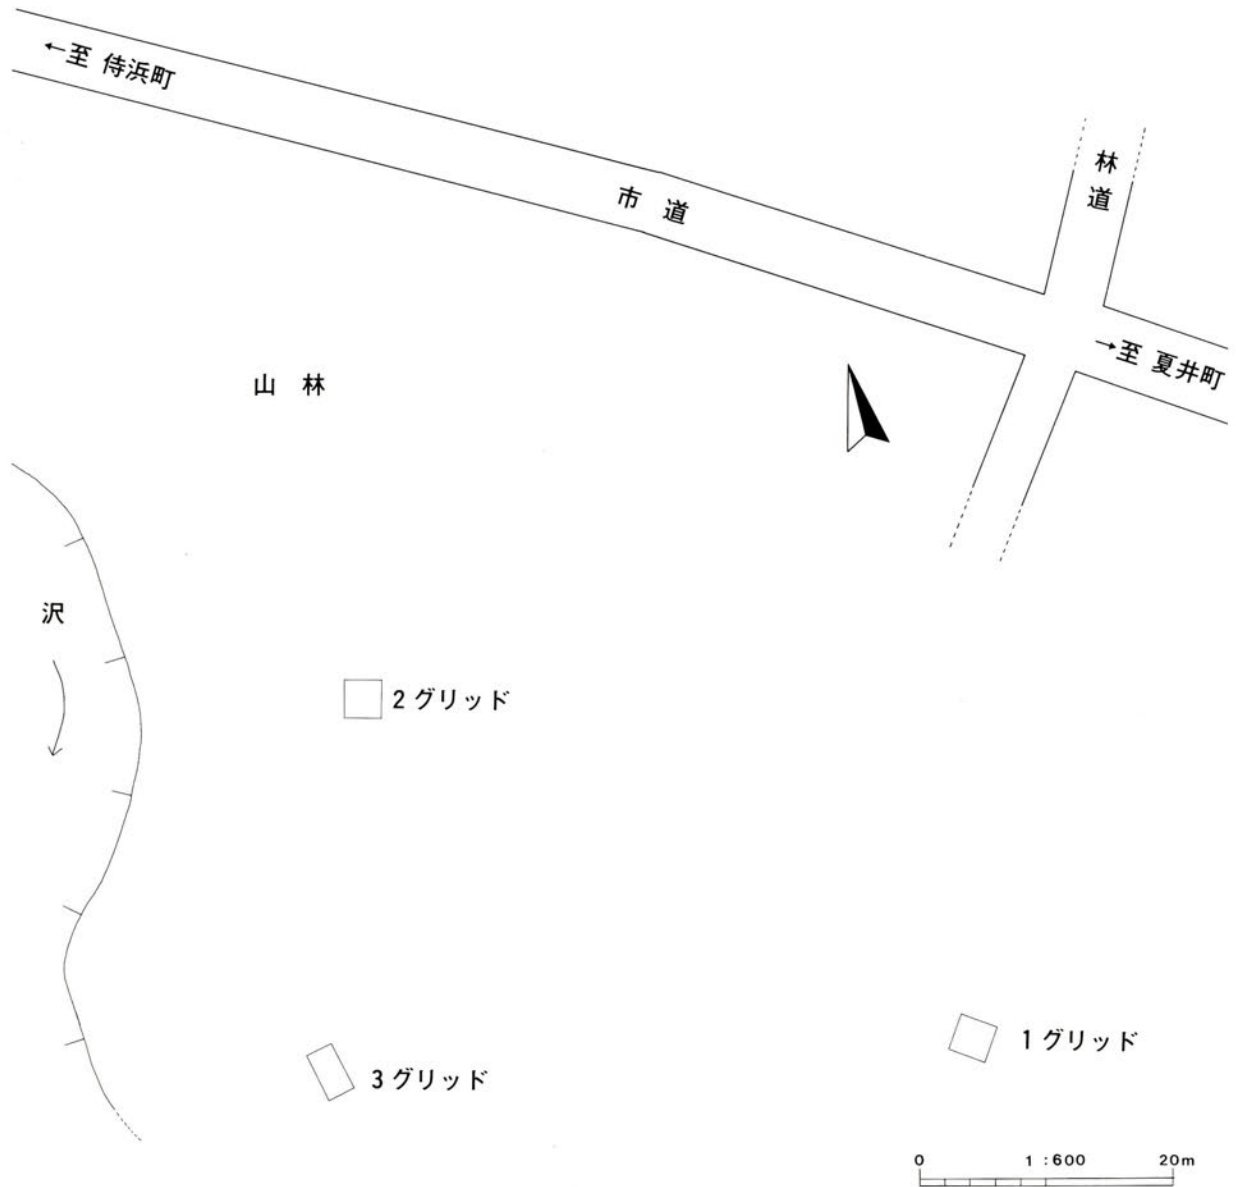 ←至 侍浜町
林道
市 道
→至 夏井町
山 林
沢
2 グリッド
1 グリッド
3 グリッド
0 1:600 20m